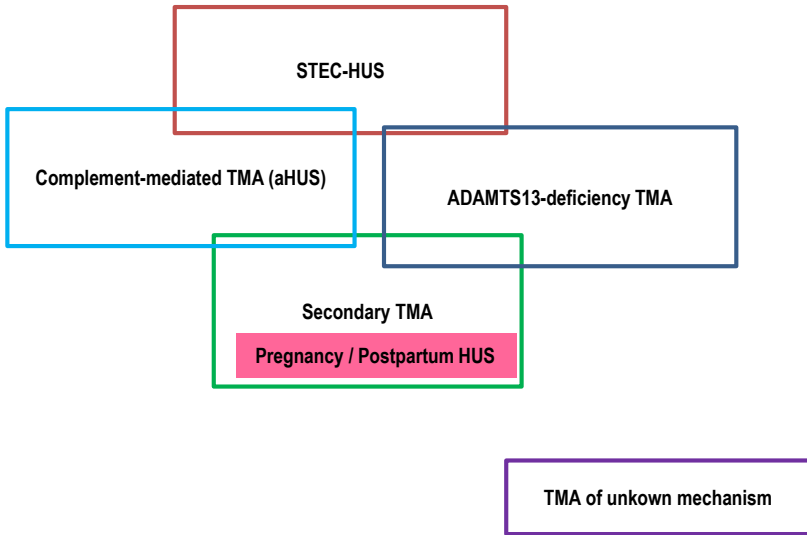 STEC-HUS
Complement-mediated TMA (aHUS)
ADAMTS13-deficiency TMA
Secondary TMA
Pregnancy / Postpartum HUS
TMA of unkown mechanism